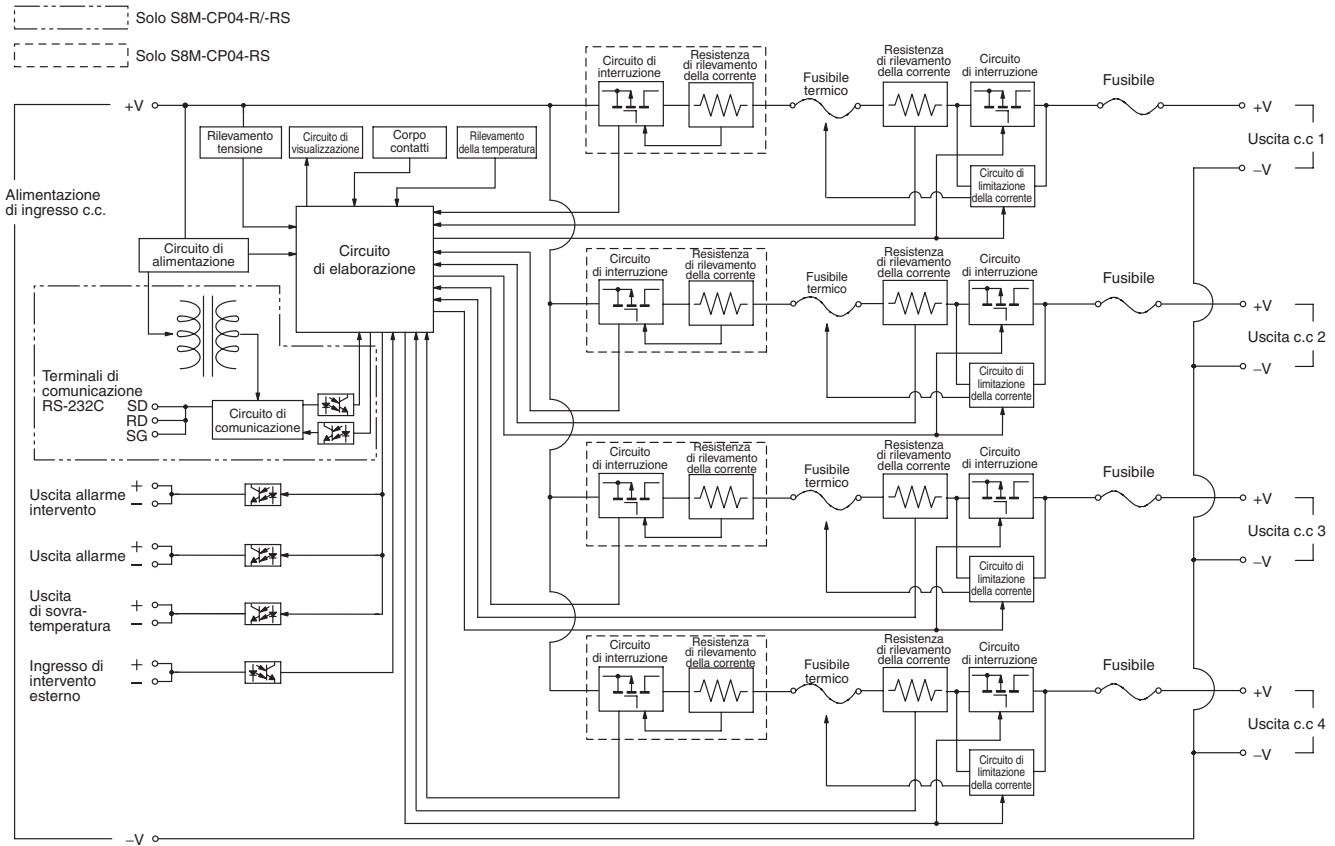 Solo S8M-CP04-R/-RS
Solo S8M-CP04-RS
Circuito di
interruzione
Resistenza
di rilevamento
della corrente
Fusibile
termico
Resistenza
di rilevamento
della corrente
Circuito
di interruzione
Fusibile
+V
+V
Uscita c.c 1
–V
Rilevamento
tensione
Circuito di
visualizzazione
Corpo
contatti
Rilevamento
della temperatura
Circuito di
limitazione
della corrente
Alimentazione
di ingresso c.c.
Circuito di
alimentazione
Circuito
di elaborazione
Circuito
di interruzione
Resistenza
di rilevamento
della corrente
Fusibile
termico
Resistenza
di rilevamento
della corrente
Circuito
di interruzione
Fusibile
+V
Uscita c.c 2
–V
Circuito di
limitazione
della corrente
Terminali di
comunicazione
RS-232C
SD
RD
SG
Circuito di
comunicazione
Circuito
di interruzione
Resistenza
di rilevamento
della corrente
Fusibile
termico
Resistenza
di rilevamento
della corrente
Circuito
di interruzione
Fusibile
+V
Uscita c.c 3
–V
Circuito di
limitazione
della corrente
Uscita allarme
intervento
+
–
Uscita allarme
+
–
Uscita
di sovra-
temperatura
+
–
Ingresso di
intervento
esterno
+
–
Circuito
di interruzione
Resistenza
di rilevamento
della corrente
Fusibile
termico
Resistenza
di rilevamento
della corrente
Circuito
di interruzione
Fusibile
+V
Uscita c.c 4
–V
Circuito di
limitazione
della corrente
–V